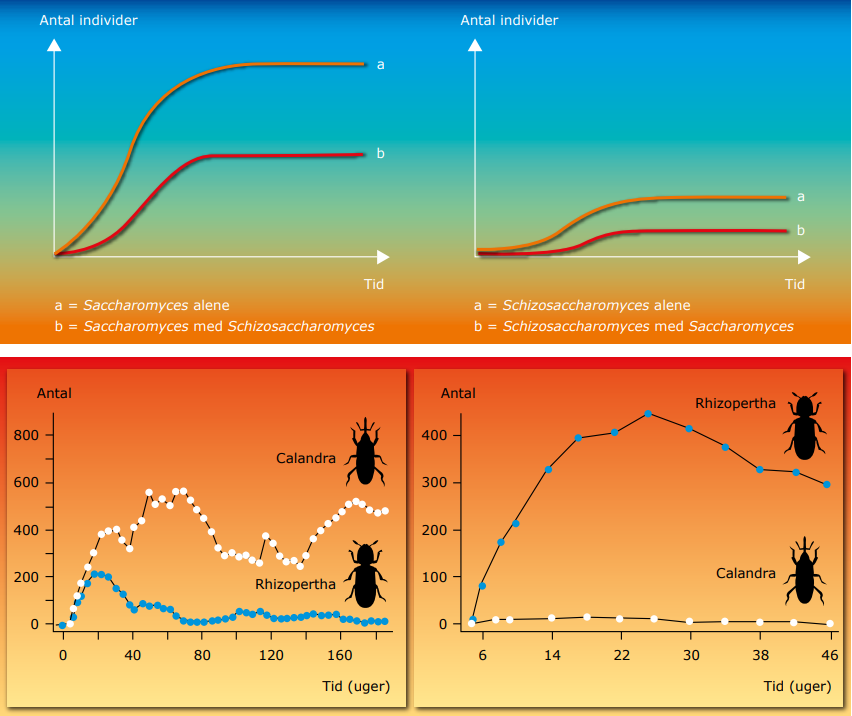 Antal individer
a
b
Tid
a = Saccharomyces alene
b = Saccharomyces med Schizosaccharomyces
Antal individer
a
b
Tid
a = Schizosaccharomyces alene
b = Schizosaccharomyces med Saccharomyces
Antal
800
600
400
200
0
Calandra
Rhizopertha
0 40 80 120 160
Tid (uger)
Antal
400
300
200
100
0
Rhizopertha
Calandra
6 14 22 30 38 46
Tid (uger)